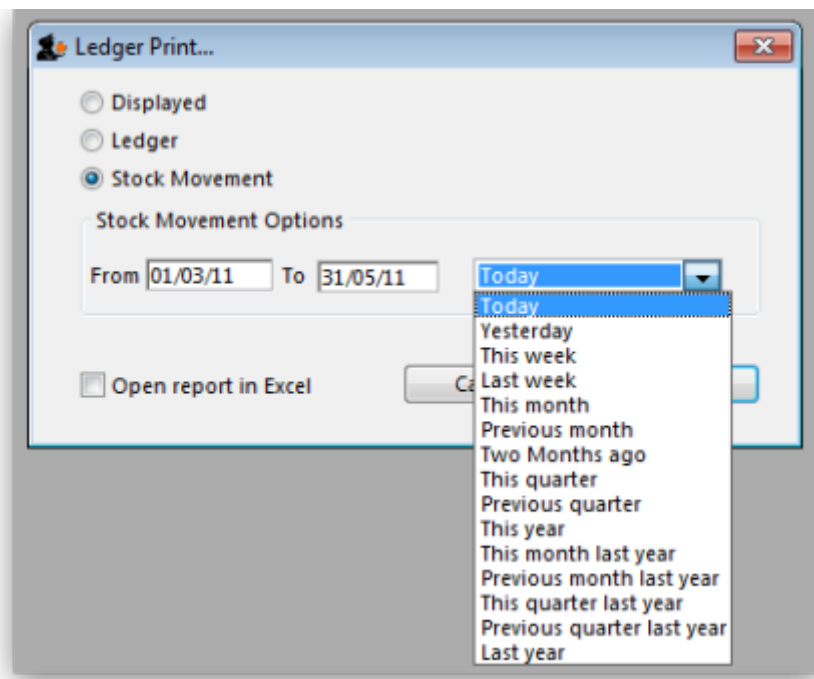 Ledger Print...
Displayed
Ledger
Stock Movement
Stock Movement Options
From 01/03/11 To 31/05/11 Today
Today
Yesterday
This week
Open report in Excel
Last week
This month
Previous month
Two Months ago
This quarter
Previous quarter
This year
This month last year
Previous month last year
This quarter last year
Previous quarter last year
Last year